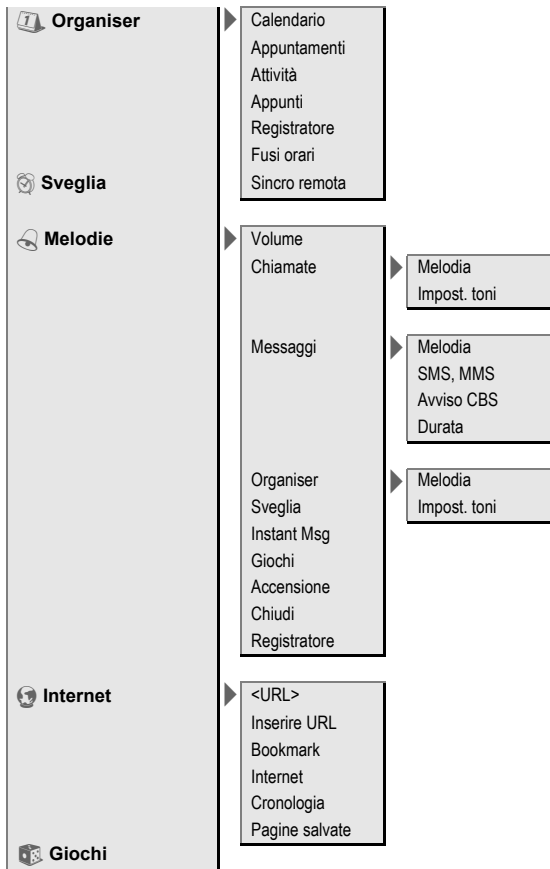 Organiser
Calendario
Appuntamenti
Attività
Appunti
Registratore
Fusi orari
Sveglia
Sincro remota
Melodie
Volume
Chiamate
Melodia
Impost. toni
Messaggi
Melodia
SMS, MMS
Avviso CBS
Durata
Organiser
Melodia
Sveglia
Impost. toni
Instant Msg
Giochi
Accensione
Chiudi
Registratore
Internet
<URL>
Inserire URL
Bookmark
Internet
Cronologia
Pagine salvate
Giochi